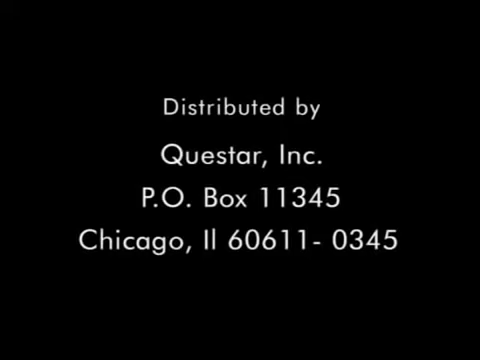 Distributed by
Questar, Inc.
P.O. Box 11345
Chicago, Il 60611- 0345